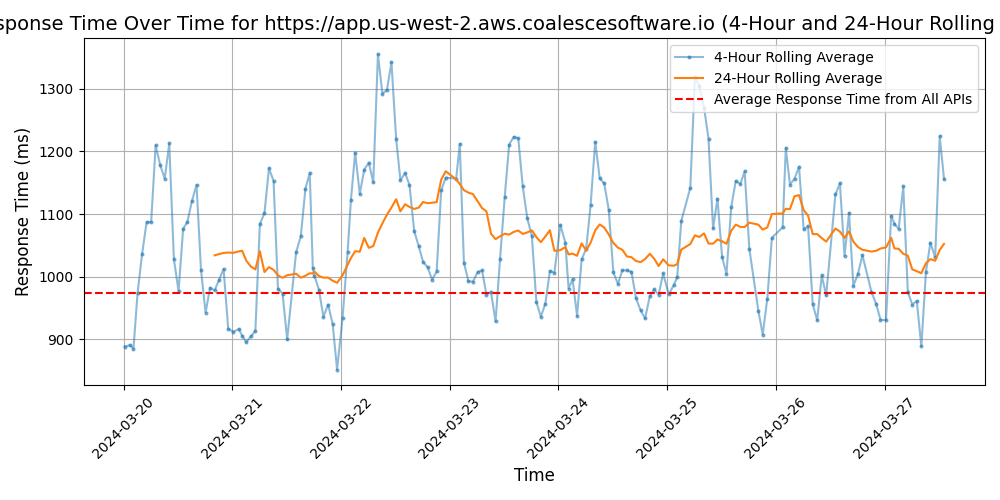 sponse Time Over Time for https://app.us-west-2.aws.coalescesoftware.io (4-Hour and 24-Hour Rolling
4-Hour Rolling Average
24-Hour Rolling Average
Average Response Time from All APIs
Response Time (ms)
1300
1200
1100
1000
900
2024-03-20
2024-03-21
2024-03-22
2024-03-23
2024-03-24
2024-03-25
2024-03-26
2024-03-27
Time